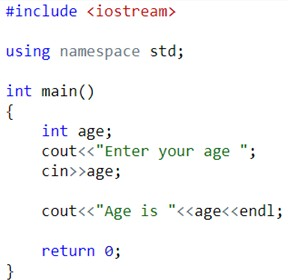 #include <iostream>
using namespace std;
int main()
{
    int age;
    cout<<"Enter your age ";
    cin>>age;
    cout<<"Age is "<<age<<endl;
    return 0;
}